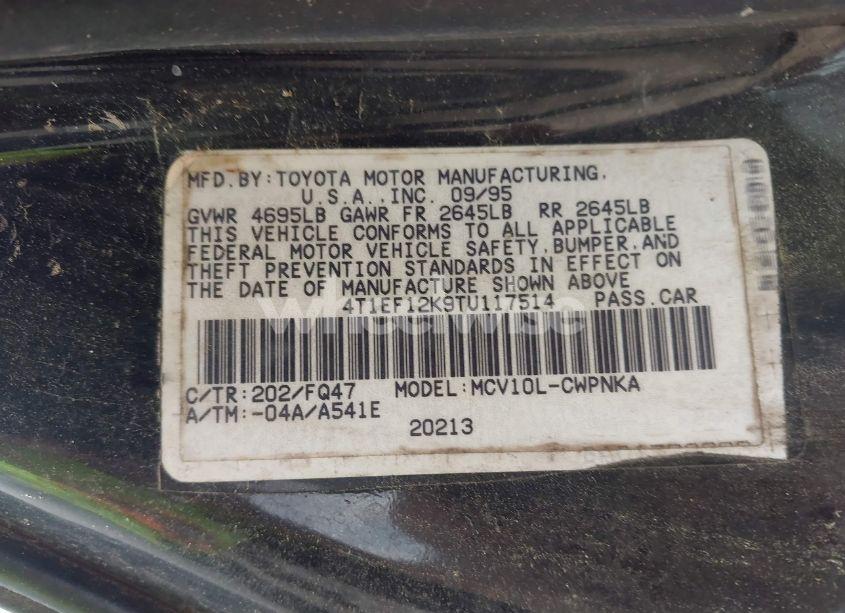 MFD.BY:TOYOTA MOTOR MANUFACTURING,
U.S.A.,INC. 09/95
GVWR 4695LB GAWR FR 2645LB RR 2645LB
THIS VEHICLE CONFORMS TO ALL APPLICABLE
FEDERAL MOTOR VEHICLE SAFETY,BUMPER,AND
THEFT PREVENTION STANDARDS IN EFFECT ON
THE DATE OF MANUFACTURE SHOWN ABOVE
4T1EF12K9TU117514 PASS.CAR
Wheelwise
C/TR:202/FQ47 MODEL:MCV10L-CWPNKA
A/TM:-04A/A541E
20213